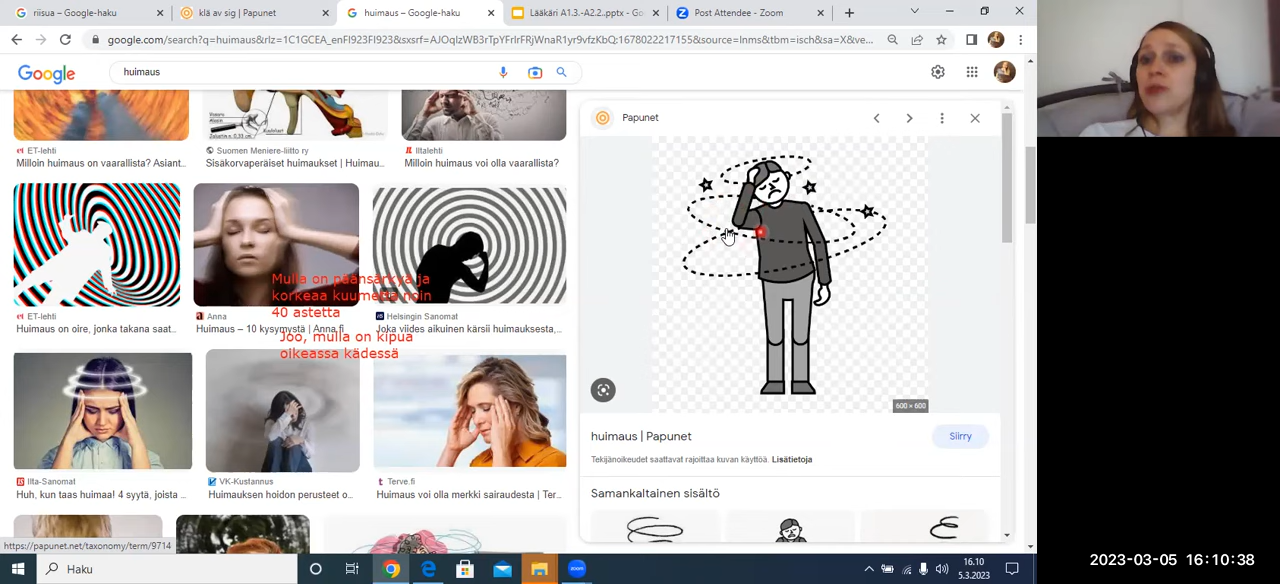 riisua – Google-haku
klä av sig | Papunet
huimaus – Google-haku
Lääkäri A1.3.-A2.2..pptx - Go
Post Attendee - Zoom
google.com/search?q=huimaus&rlz=1C1GCEA_enFI923FI923&sxsrf=AJOqlzWB3rTpYFrIrFRjWnaR1yr9vfzKbQ:1678022217155&source=lnms&tbm=isch&sa=X&ve...
Google
huimaus
ET-lehti
Milloin huimaus on vaarallista? Asiant...
Suomen Meniere-liitto ry
Sisäkorvaperäiset huimaukset | Huimau...
Iltalehti
Milloin huimaus voi olla vaarallista?
Mulla on päänsärkyä ja
korkeaa kuumetta noin
40 astetta
ET-lehti
Huimaus on oire, jonka takana saat...
Anna
Huimaus – 10 kysymystä | Anna.fi
Helsingin Sanomat
Joka viides aikuinen kärsii huimauksesta,...
Joo, mulla on kipua
oikeassa kädessä
Ilta-Sanomat
Huh, kun taas huimaa! 4 syytä, joista ...
VK-Kustannus
Huimauksen hoidon perusteet o...
Terve.fi
Huimaus voi olla merkki sairaudesta | Ter...
Papunet
600 × 600
huimaus | Papunet
Siirry
Tekijänoikeudet saattavat rajoittaa kuvan käyttöä. Lisätietoja
Samankaltainen sisältö
https://papunet.net/taxonomy/term/9714
Haku
zoom
16.10
5.3.2023
2023-03-05 16:10:38